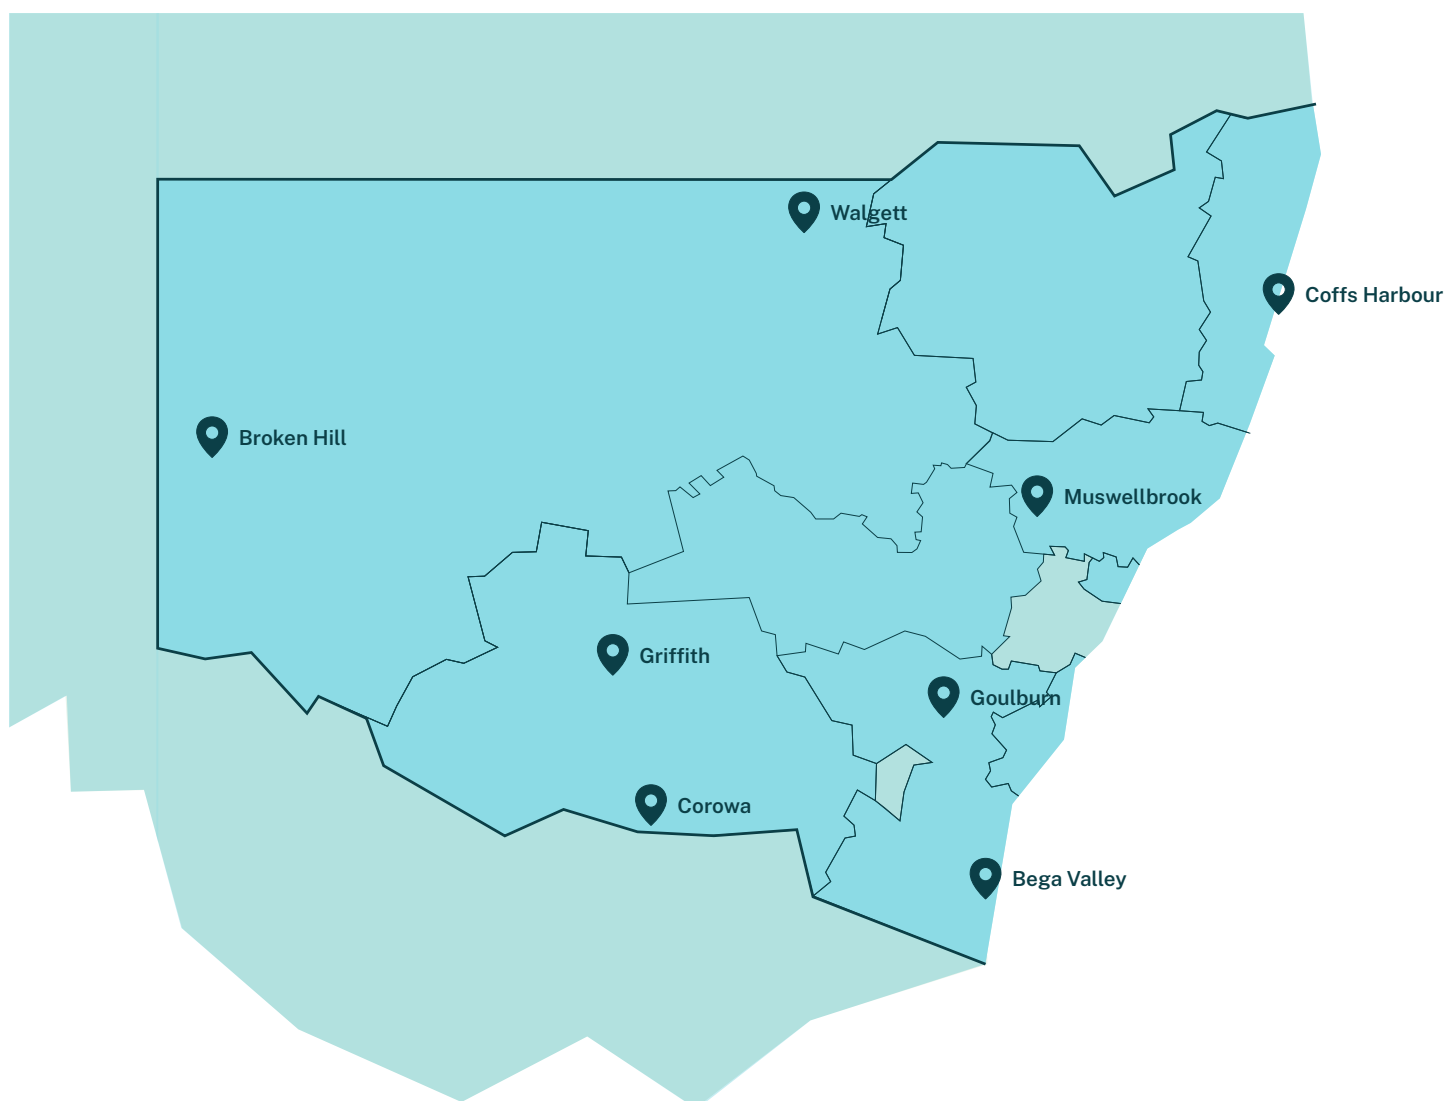 Walgett
Coffs Harbour
Broken Hill
Muswellbrook
Griffith
Goulburn
Corowa
Bega Valley